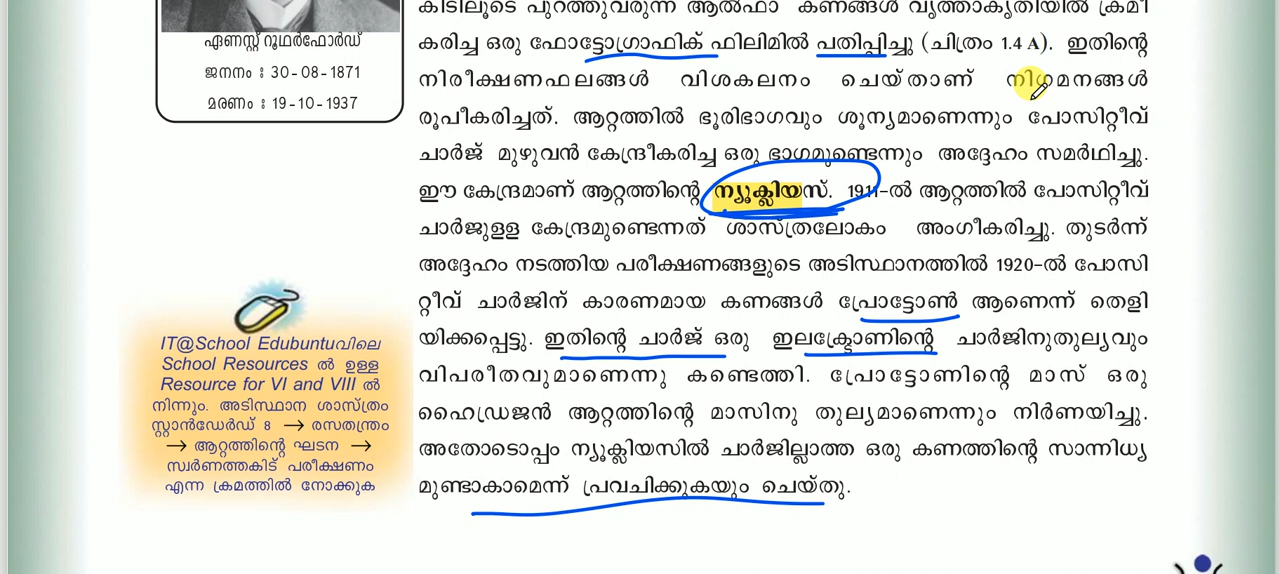 കിടിലൂടെ പുറത്തുവരുന്ന ആൽഫാ കണങ്ങൾ വൃത്താകൃതിയിൽ ക്രമീ
കരിച്ച ഒരു ഫോട്ടോഗ്രാഫിക് ഫിലിമിൽ പതിപ്പിച്ചു (ചിത്രം 1.4 A). ഇതിന്റെ
നിരീക്ഷണഫലങ്ങൾ വിശകലനം ചെയ്താണ് നിഗമനങ്ങൾ
രൂപീകരിച്ചത്. ആറ്റത്തിൽ ഭൂരിഭാഗവും ശൂന്യമാണെന്നും പോസിറ്റീവ്
ചാർജ് മുഴുവൻ കേന്ദ്രീകരിച്ച ഒരു ഭാഗമുണ്ടെന്നും അദ്ദേഹം സമർഥിച്ചു.
ഈ കേന്ദ്രമാണ് ആറ്റത്തിന്റെ ന്യൂക്ലിയസ്. 1911-ൽ ആറ്റത്തിൽ പോസിറ്റീവ്
ചാർജുളള കേന്ദ്രമുണ്ടെന്നത് ശാസ്ത്രലോകം അംഗീകരിച്ചു. തുടർന്ന്
അദ്ദേഹം നടത്തിയ പരീക്ഷണങ്ങളുടെ അടിസ്ഥാനത്തിൽ 1920-ൽ പോസി
റ്റീവ് ചാർജിന് കാരണമായ കണങ്ങൾ പ്രോട്ടോൺ ആണെന്ന് തെളി
യിക്കപ്പെട്ടു. ഇതിന്റെ ചാർജ് ഒരു ഇലക്ട്രോണിന്റെ ചാർജിനുതുല്യവും
വിപരീതവുമാണെന്നു കണ്ടെത്തി. പ്രോട്ടോണിന്റെ മാസ് ഒരു
ഹൈഡ്രജൻ ആറ്റത്തിന്റെ മാസിനു തുല്യമാണെന്നും നിർണയിച്ചു.
അതോടൊപ്പം ന്യൂക്ലിയസിൽ ചാർജില്ലാത്ത ഒരു കണത്തിന്റെ സാന്നിധ്യ
മുണ്ടാകാമെന്ന് പ്രവചിക്കുകയും ചെയ്തു.
ഏണസ്റ്റ് റൂഥർഫോർഡ്
ജനനം : 30-08-1871
മരണം : 19-10-1937
IT@School Edubuntuവിലെ
School Resources ൽ ഉള്ള
Resource for VI and VIII ൽ
നിന്നും. അടിസ്ഥാന ശാസ്ത്രം
സ്റ്റാൻഡേർഡ് 8 → രസതന്ത്രം
→ ആറ്റത്തിന്റെ ഘടന →
സ്വർണത്തകിട് പരീക്ഷണം
എന്ന ക്രമത്തിൽ നോക്കുക